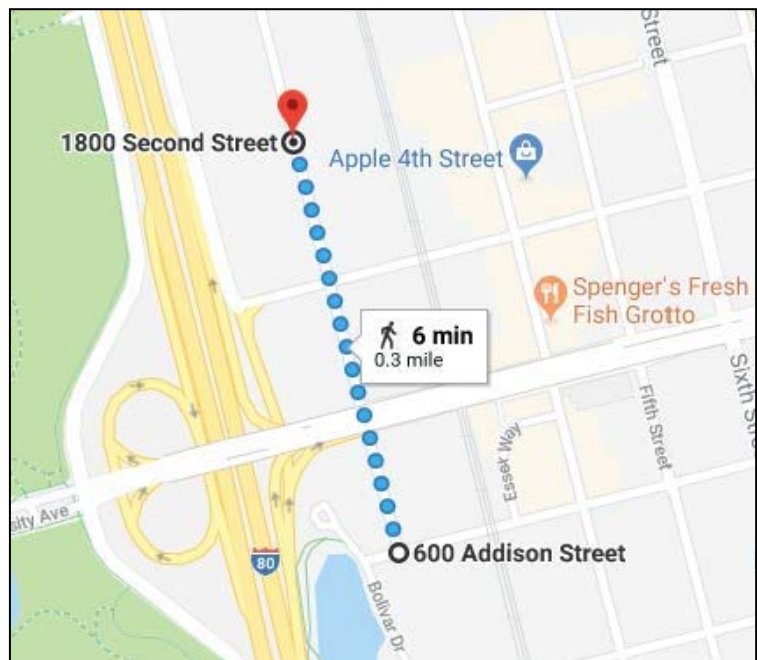 Street
1800 Second Street
Apple 4th Street
Spenger's Fresh
Fish Grotto
6 min
0.3 mile
Sixth Stre
Fifth Street
Essex Way
sity Ave
600 Addison Street
80
Bolivar Dr